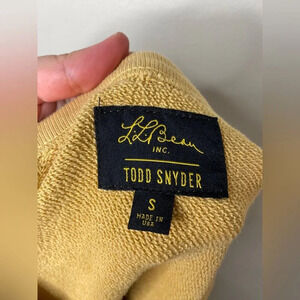 L.L.Bean
INC.
TODD SNYDER
S
MADE IN
USA